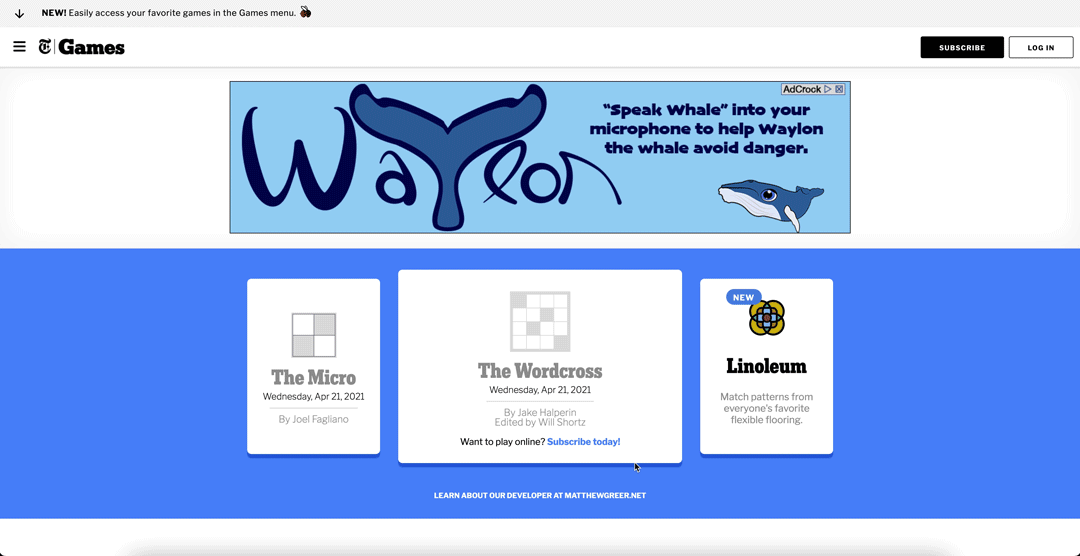 NEW! Easily access your favorite games in the Games menu.
T Games
SUBSCRIBE
LOG IN
AdCrock
Waylon
"Speak Whale" into your
microphone to help Waylon
the whale avoid danger.
The Micro
Wednesday, Apr 21, 2021
By Joel Fagliano
The Wordcross
Wednesday, Apr 21, 2021
By Jake Halperin
Edited by Will Shortz
Want to play online? Subscribe today!
NEW
Linoleum
Match patterns from
everyone's favorite
flexible flooring.
LEARN ABOUT OUR DEVELOPER AT MATTHEWGREER.NET